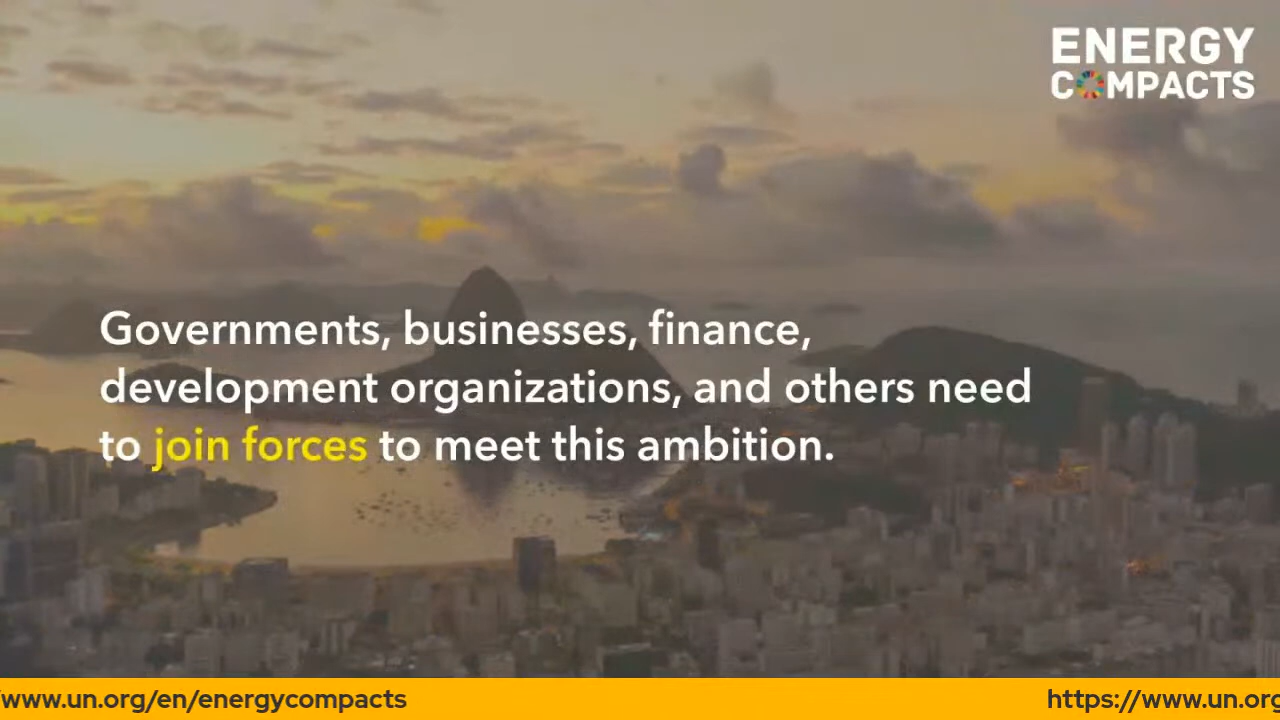 ENERGY
COMPACTS
Governments, businesses, finance,
development organizations, and others need
to join forces to meet this ambition.
/www.un.org/en/energycompacts
https://www.un.org